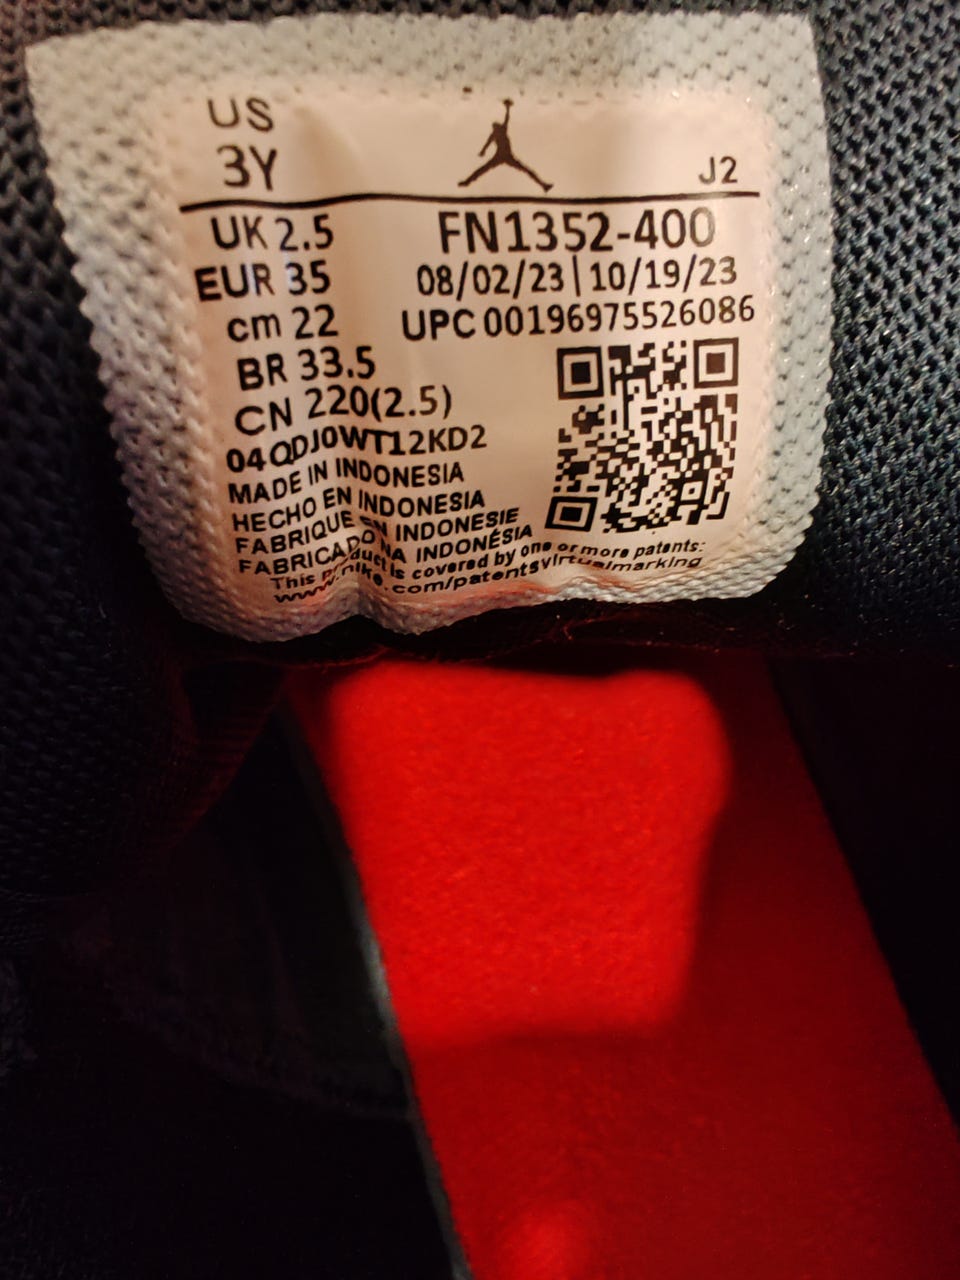 US
3Y
J2
UK 2.5
FN1352-400
EUR 35
08/02/23 | 10/19/23
cm 22
UPC 00196975526086
BR 33.5
CN 220(2.5)
04QDJ0WT12KD2
MADE IN INDONESIA
HECHO EN INDONESIA
FABRIQUE EN INDONESIE
FABRICADO NA INDONÉSIA
This product is covered by one or more patents:
www.nike.com/patentsvirtualmarking